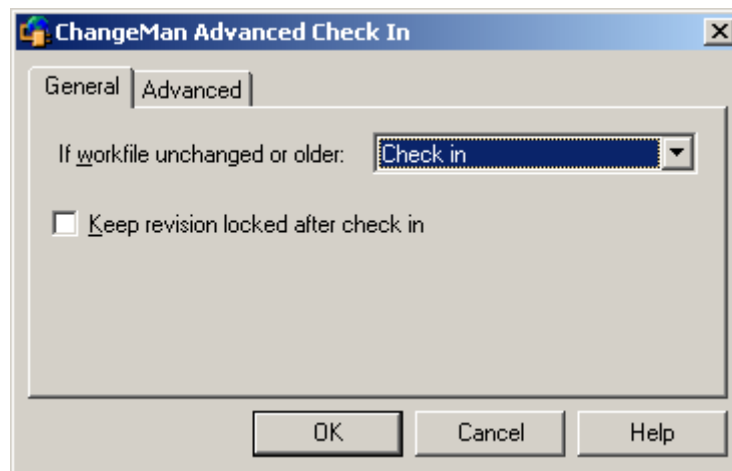 ChangeMan Advanced Check In
General Advanced
If workfile unchanged or older: Check in
Keep revision locked after check in
OK Cancel Help